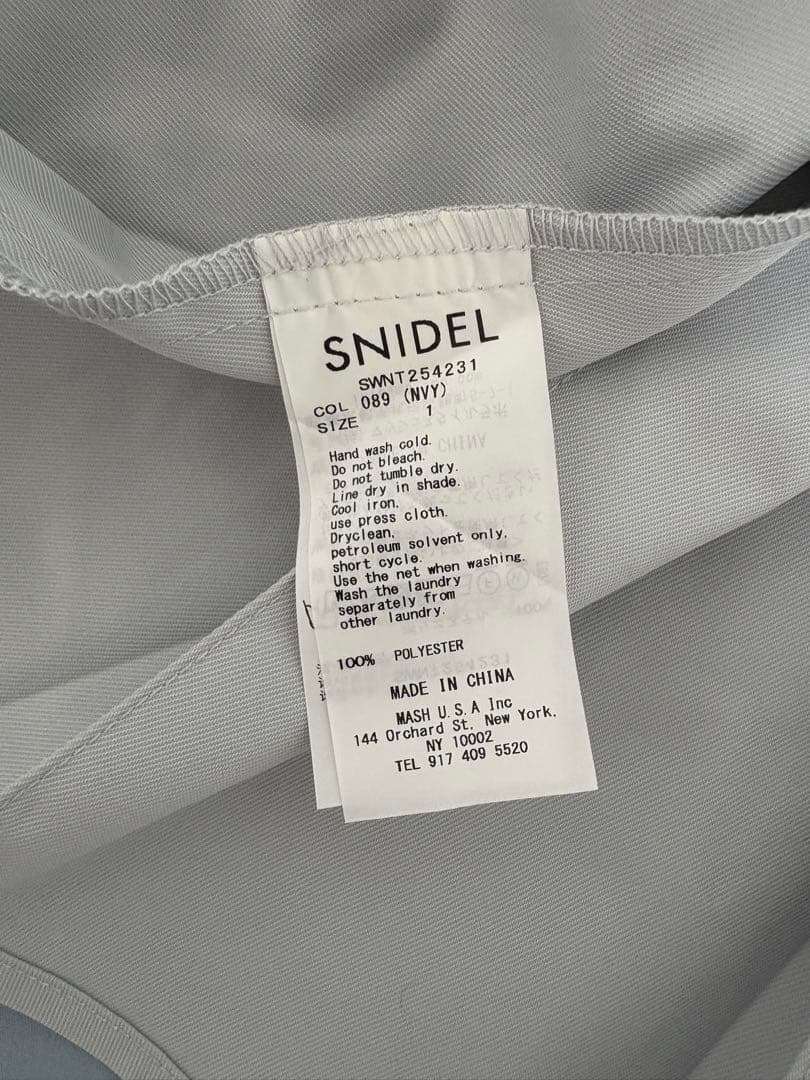 SNIDEL
SWNT254231
COL 089 (NVY)
SIZE 1
Hand wash cold.
Do not bleach.
Do not tumble dry.
Line dry in shade.
Cool iron.
use press cloth.
Dryclean.
petroleum solvent only.
short cycle.
Use the net when washing.
Wash the laundry
separately from
other laundry.
100% POLYESTER
MADE IN CHINA
MASH U.S.A Inc
144 Orchard St. New York.
NY 10002
TEL 917 409 5520